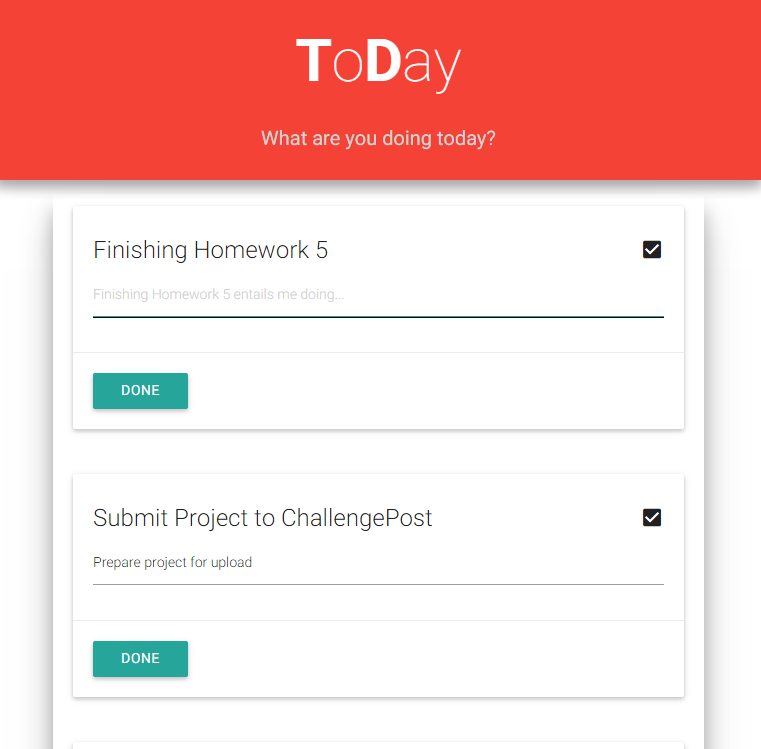 ToDay
What are you doing today?
Finishing Homework 5
Finishing Homework 5 entails me doing...
DONE
Submit Project to ChallengePost
Prepare project for upload
DONE